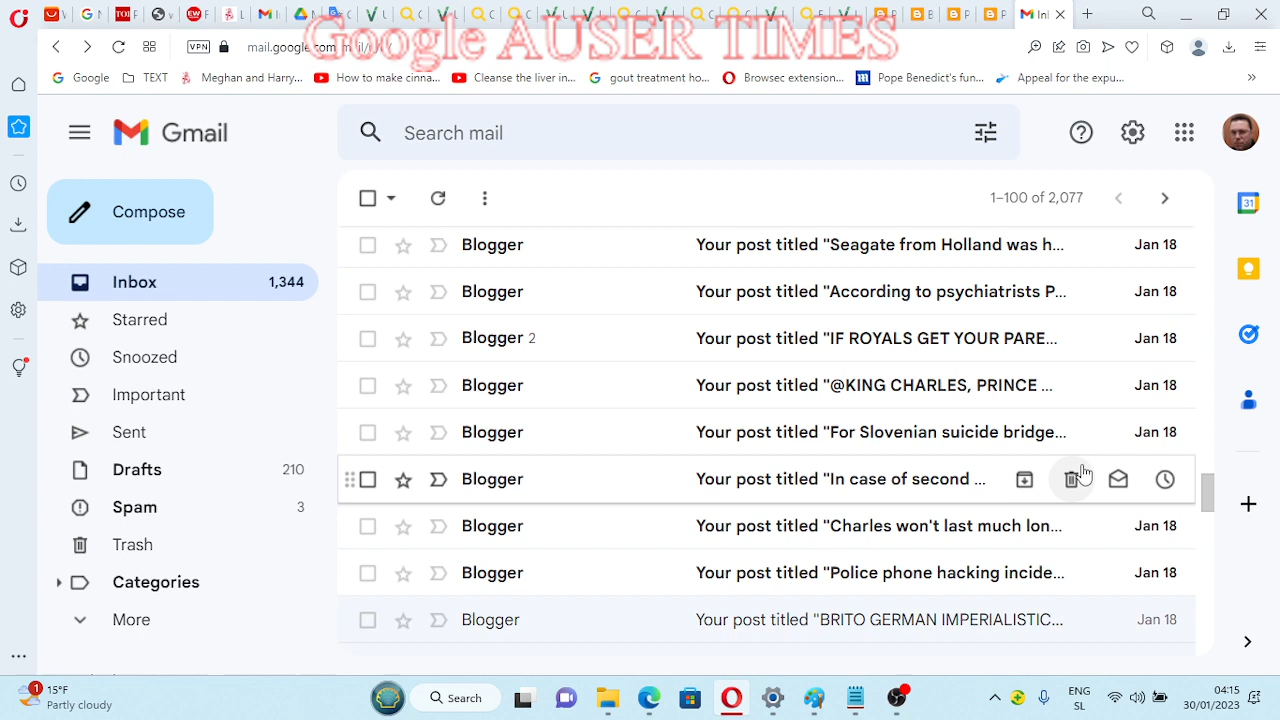 Google AUSER TIMES
VPN
mail.google.com
Google
TEXT
Meghan and Harry...
How to make cinna...
Cleanse the liver in...
gout treatment ho...
Browser extension...
Pope Benedict's fun...
Appeal for the expu...
Gmail
Search mail
Compose
1–100 of 2,077
Inbox 1,344
Starred
Snoozed
Important
Sent
Drafts 210
Spam 3
Trash
Categories
More
Blogger Your post titled "Seagate from Holland was h... Jan 18
Blogger Your post titled "According to psychiatrists P... Jan 18
Blogger 2 Your post titled "IF ROYALS GET YOUR PARE... Jan 18
Blogger Your post titled "@KING CHARLES, PRINCE ... Jan 18
Blogger Your post titled "For Slovenian suicide bridge... Jan 18
Blogger Your post titled "In case of second ...
Blogger Your post titled "Charles won't last much lon... Jan 18
Blogger Your post titled "Police phone hacking incide... Jan 18
Blogger Your post titled "BRITO GERMAN IMPERIALISTIC... Jan 18
31
1
15°F
Partly cloudy
Search
ENG
SL
04:15
30/01/2023